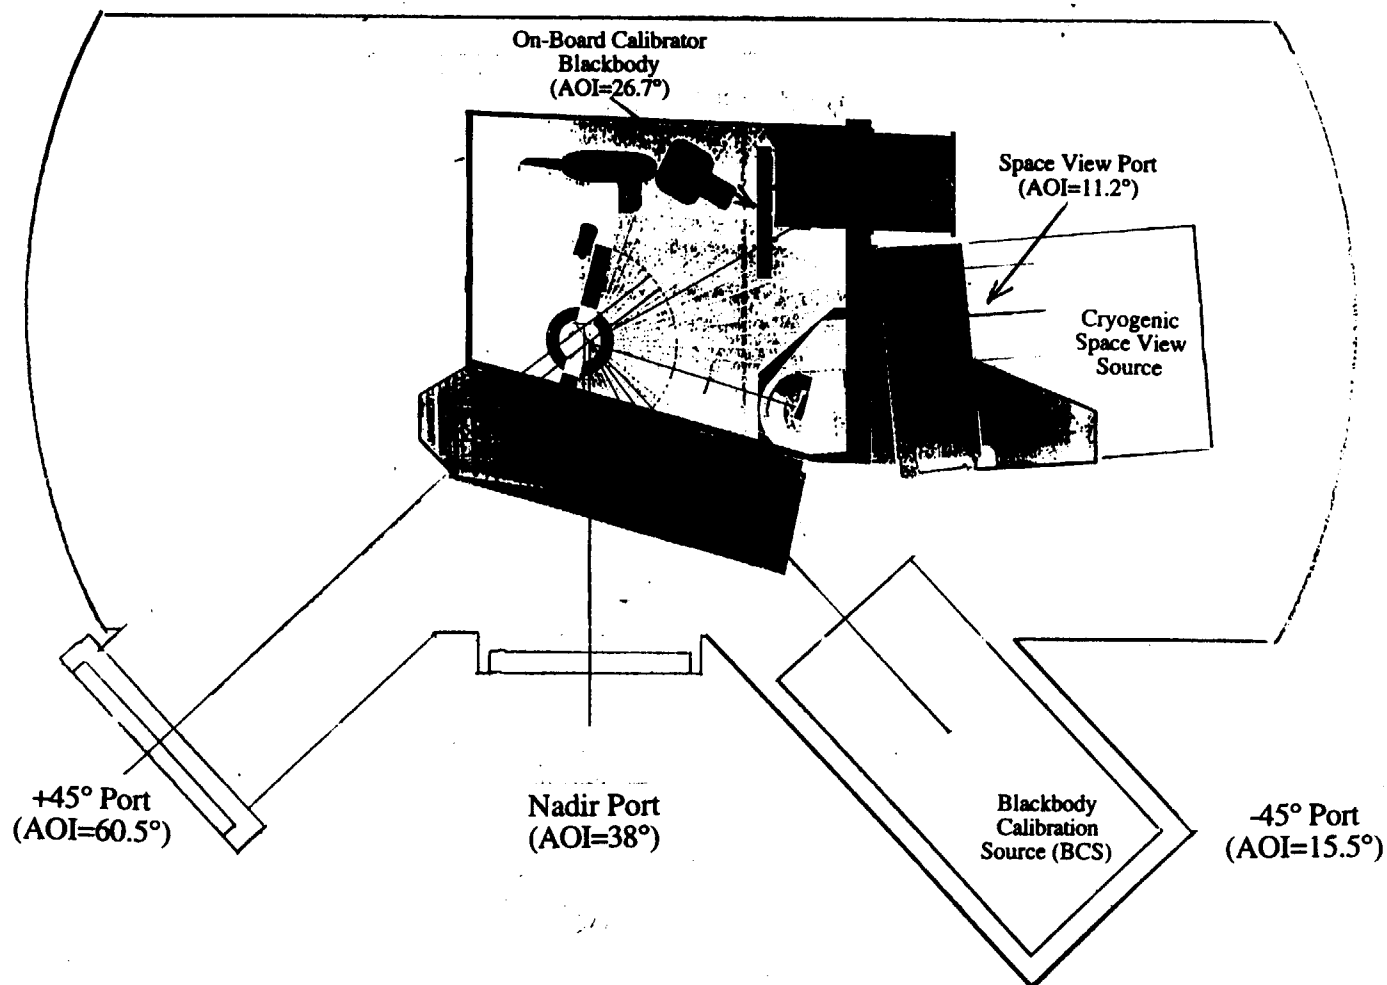 On-Board Calibrator
Blackbody
(AOI=26.7°)
Space View Port
(AOI=11.2°)
Cryogenic
Space View
Source
+45° Port
(AOI=60.5°)
Nadir Port
(AOI=38°)
Blackbody
Calibration
Source (BCS)
-45° Port
(AOI=15.5°)